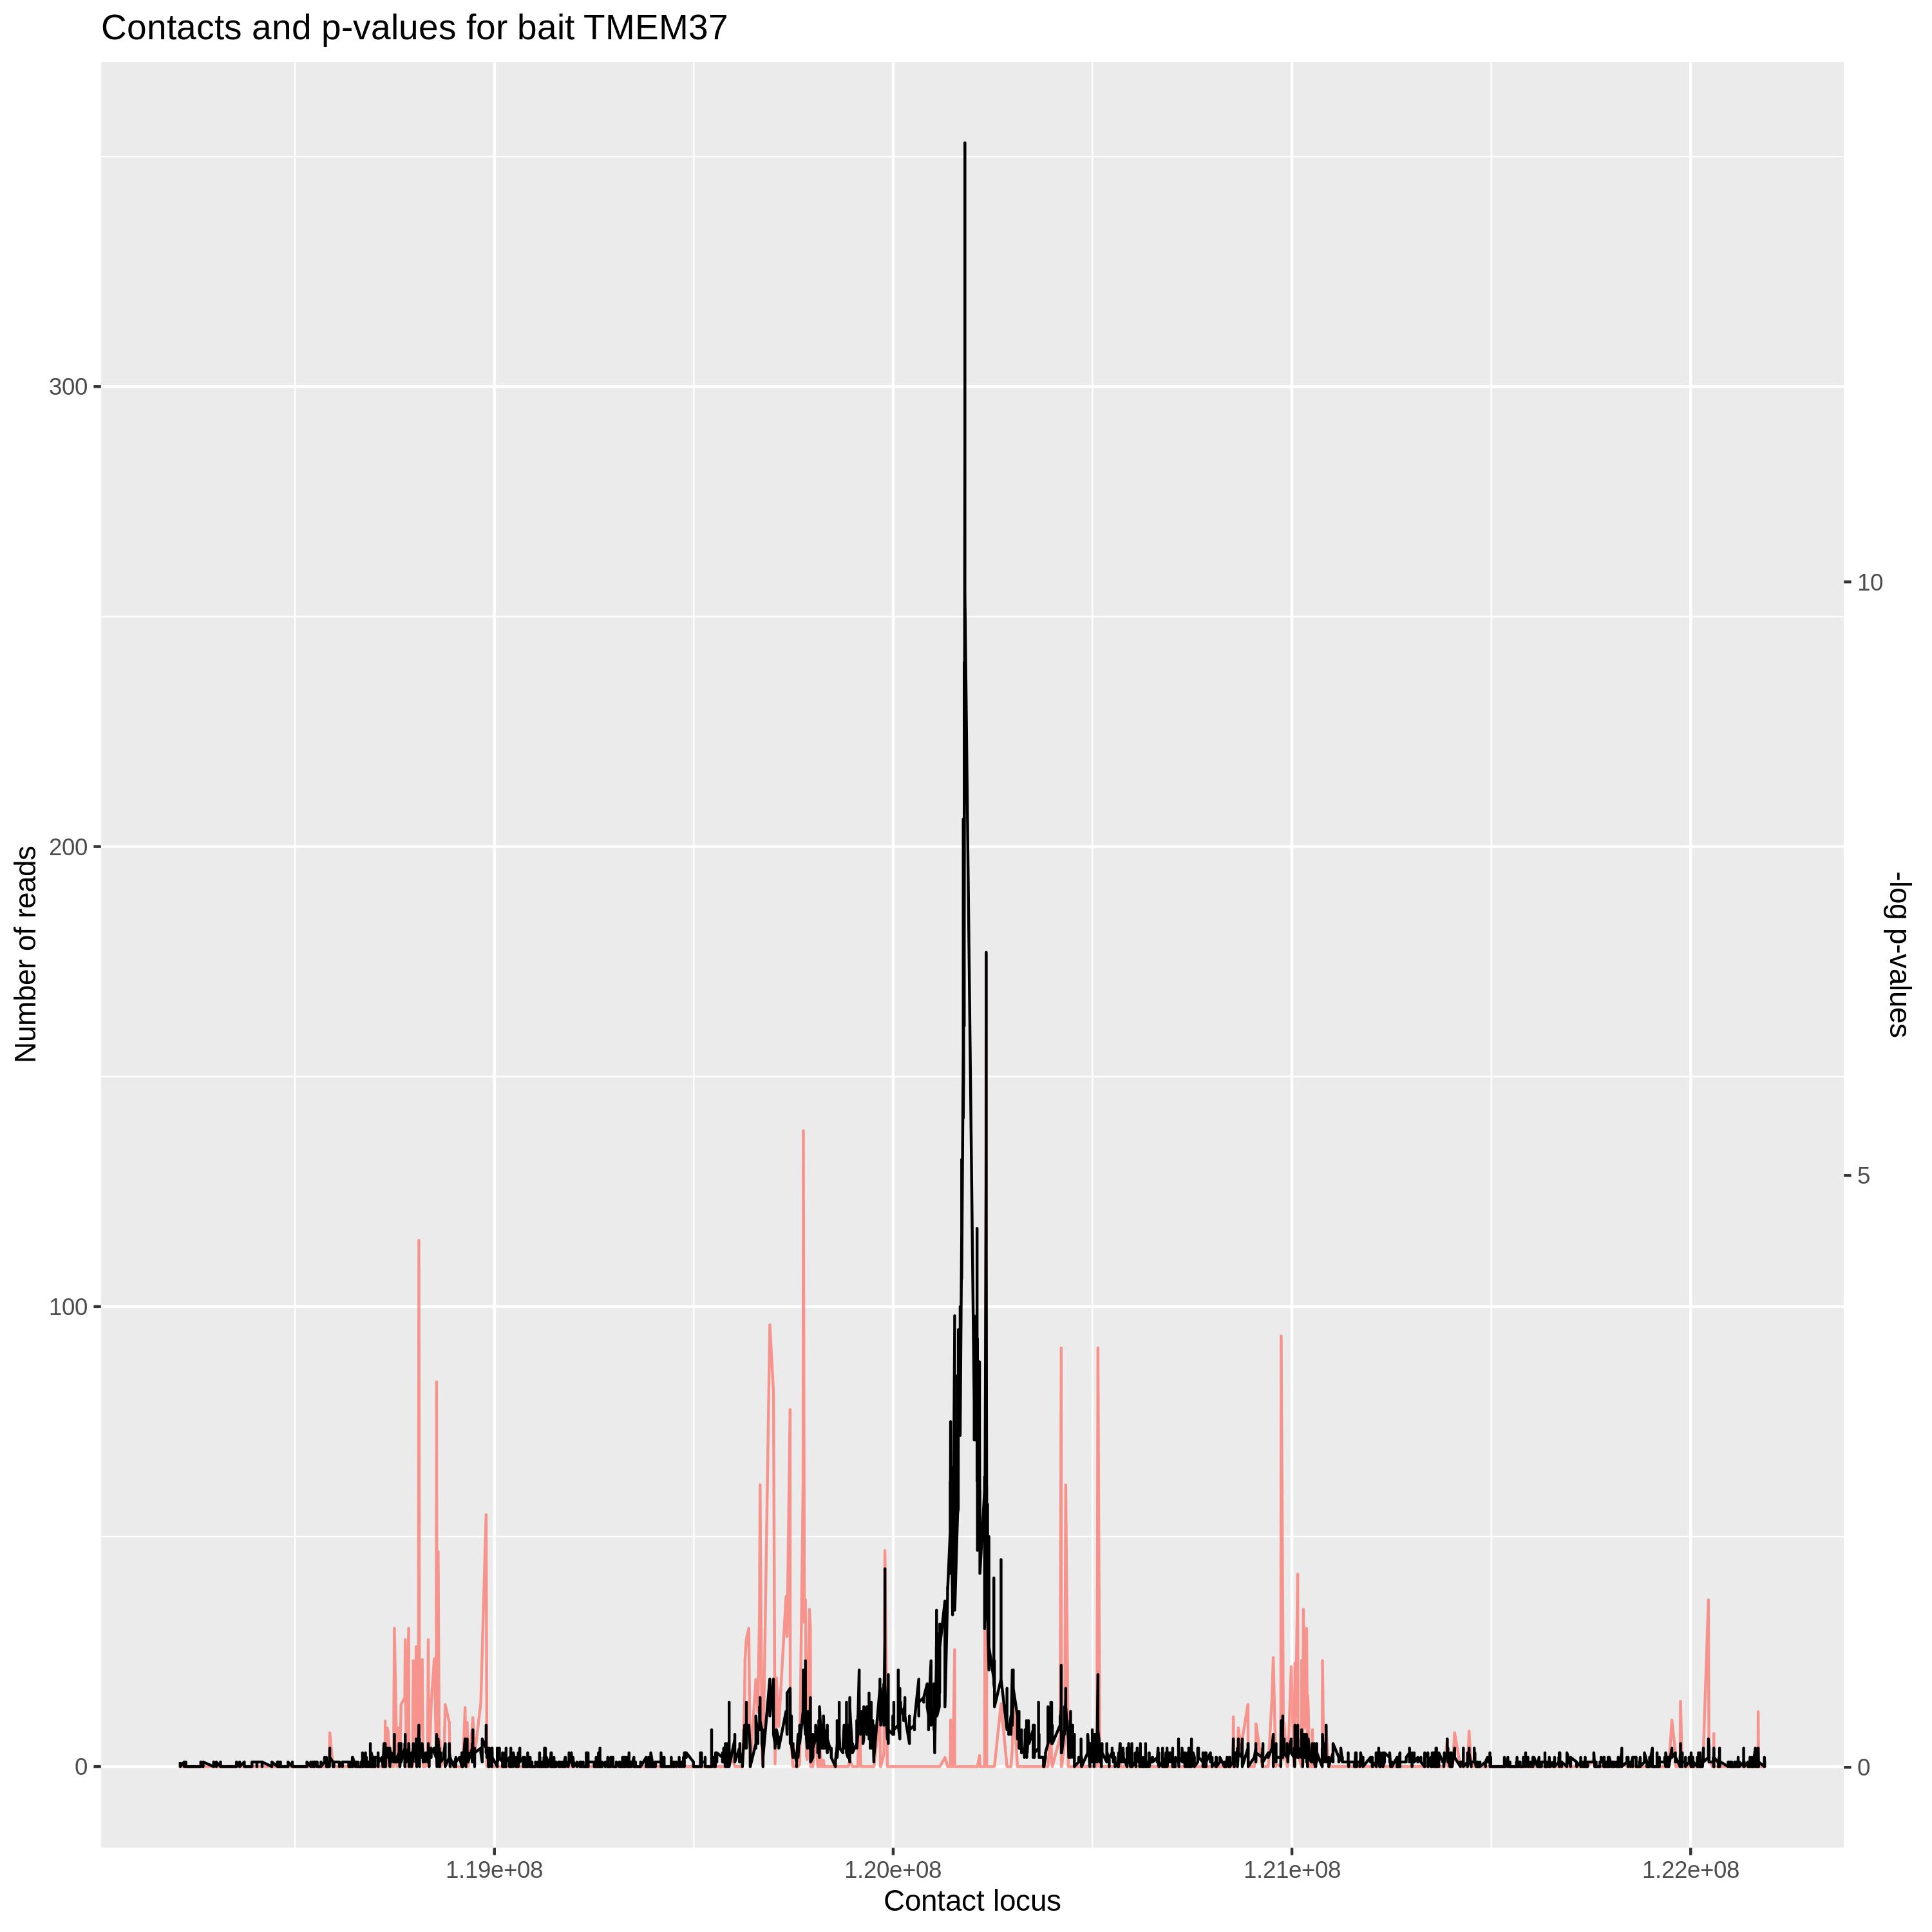 Contacts and p-values for bait TMEM37
Number of reads
300
200
100
0
10
5
0
-log p-values
1.19e+08 1.20e+08 1.21e+08 1.22e+08
Contact locus